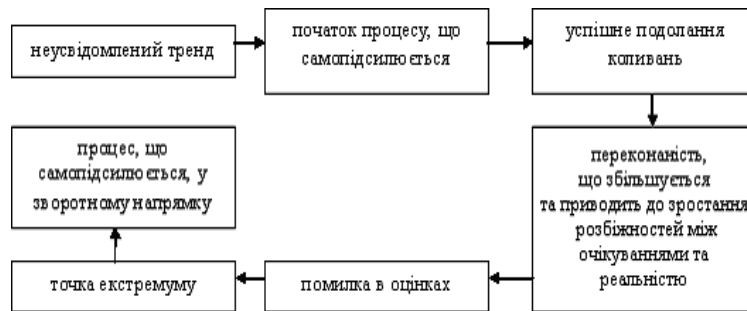 неусвідомлений тренд
початок процесу, що
самопідсилюється
успішне подолання
коливань
переконаність,
що збільшується
та приводить до зростання
розбіжностей між
очікуваннями та
реальністю
помилка в оцінках
точка екстремуму
процес, що
самопідсилюється, у
зворотному напрямку